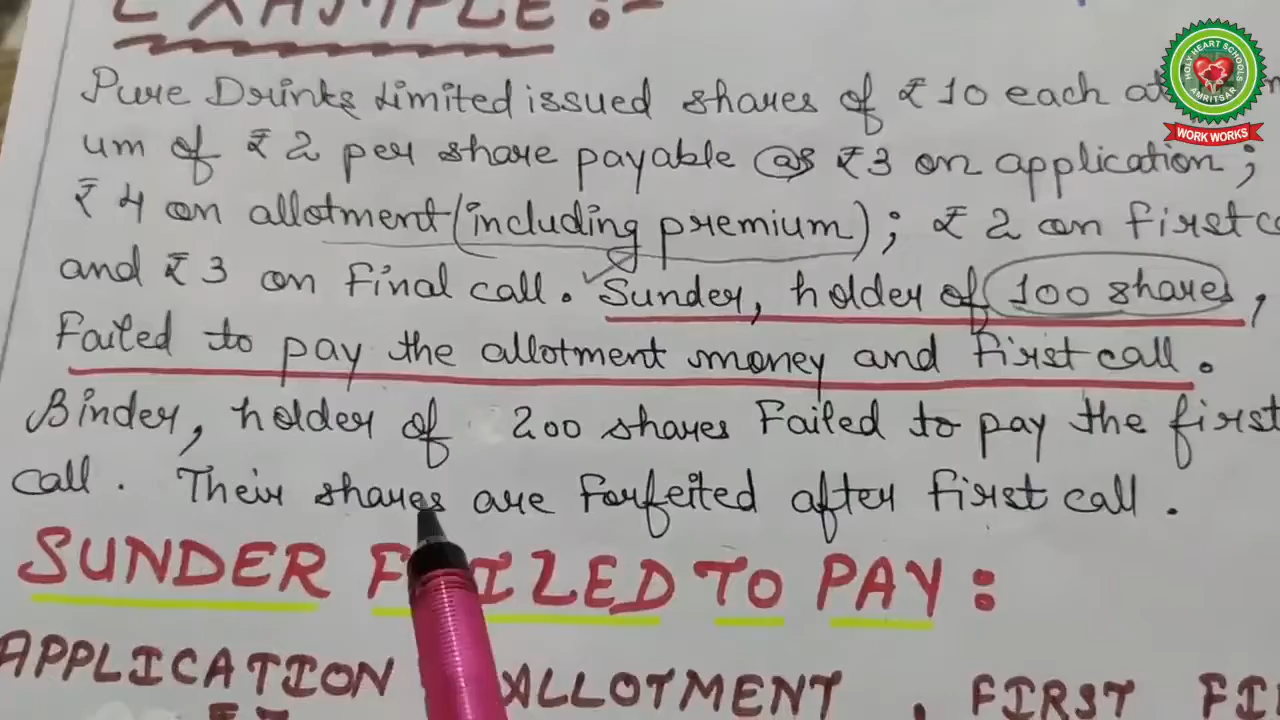 EXAMPLE :-
Pure Drinks Limited issued shares of ₹10 each at
um of ₹2 per share payable as ₹3 on application;
₹4 on allotment (including premium); ₹2 on first
and ₹3 on Final call. Sunder, holder of 100 shares,
Failed to pay the allotment money and first call.
Binder, holder of 200 shares Failed to pay the first
call. Their shares are Forfeited after first call.
SUNDER FAILED TO PAY :
APPLICATION ALLOTMENT , FIRST
HOLY HEART SCHOOLS
AMRITSAR
WORK WORKS